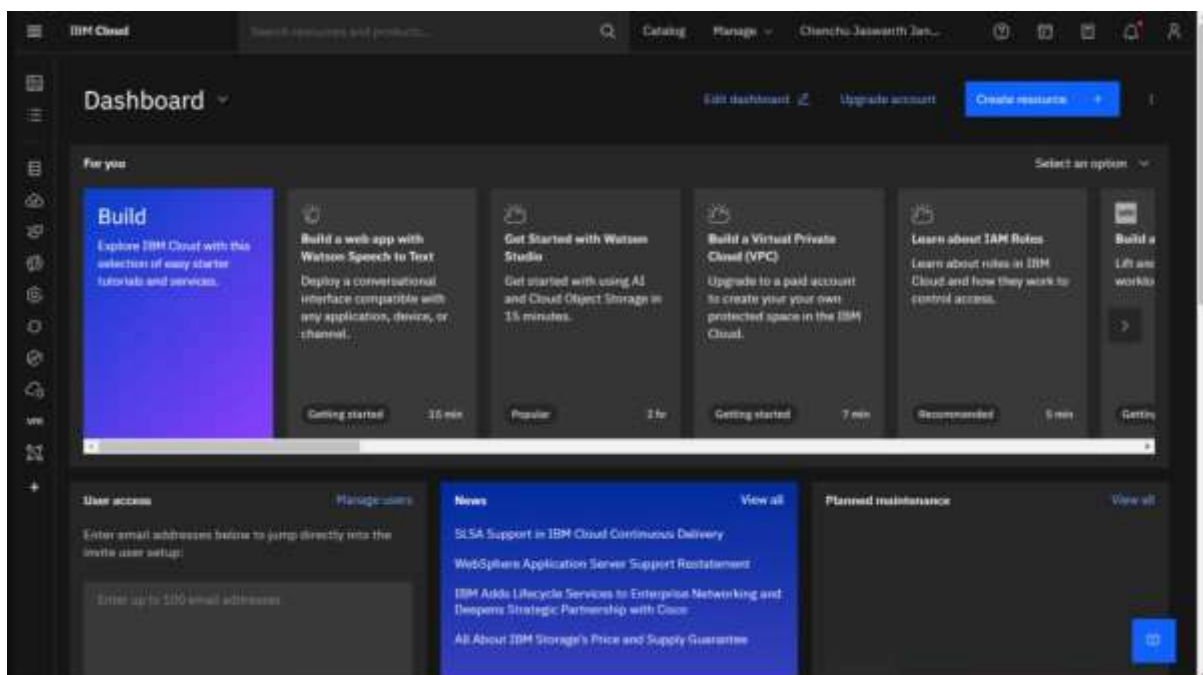 IBM Cloud
Search resources and products...
Catalog
Manage
Dashboard
Edit dashboard
Upgrade account
Create resource
For you
Select an option
Build
Explore IBM Cloud with this
selection of easy starter
tutorials and services.
Build a web app with
Watson Speech to Text
Deploy a conversational
interface compatible with
any application, device, or
channel.
Getting started
15 min
Get Started with Watson
Studio
Get started with using AI
and Cloud Object Storage in
15 minutes.
Popular
1 hr
Build a Virtual Private
Cloud (VPC)
Upgrade to a paid account
to create your your own
protected space in the IBM
Cloud.
Getting started
7 min
Learn about IAM Roles
Learn about roles in IBM
Cloud and how they work to
control access.
Recommended
5 min
Build a
Lift and
worklo
Getting
User access
Manage users
Enter email addresses below to jump directly into the
invite user setup:
Enter up to 100 email addresses
News
View all
SLSA Support in IBM Cloud Continuous Delivery
WebSphere Application Server Support Restatement
IBM Adds Lifecycle Services to Enterprise Networking and
Deepens Strategic Partnership with Cisco
All About IBM Storage's Price and Supply Guarantee
Planned maintenance
View all